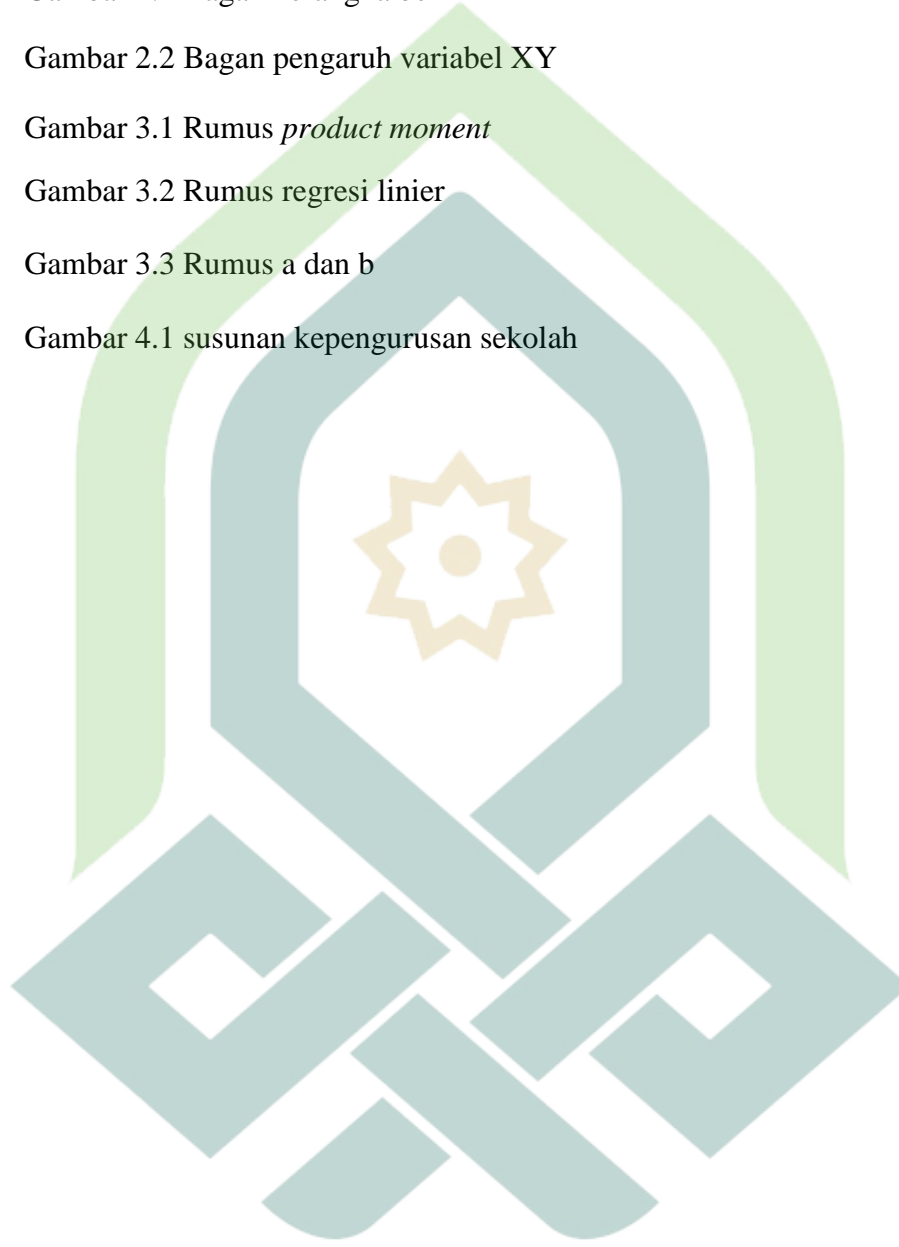 Gambar 2.2 Bagan pengaruh variabel XY
Gambar 3.1 Rumus product moment
Gambar 3.2 Rumus regresi linier
Gambar 3.3 Rumus a dan b
Gambar 4.1 susunan kepengurusan sekolah